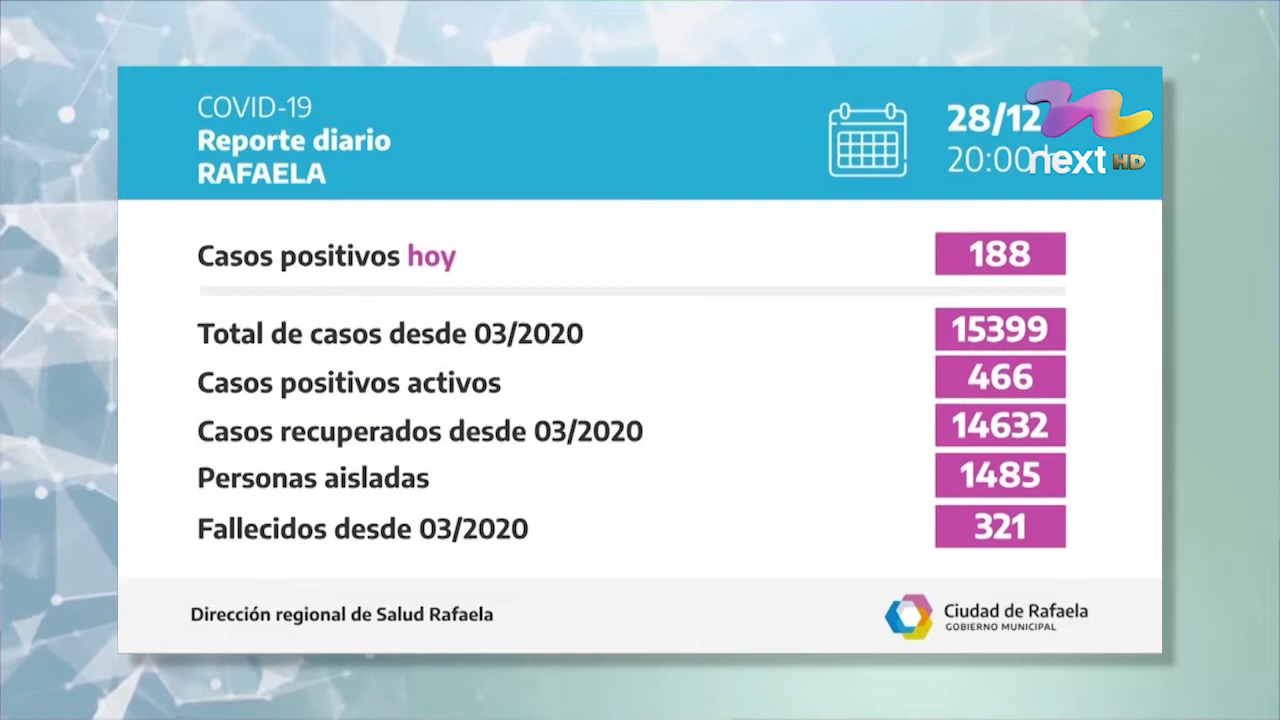 COVID-19
Reporte diario
RAFAELA
28/12
20:00
next HD
Casos positivos hoy
188
Total de casos desde 03/2020
15399
Casos positivos activos
466
Casos recuperados desde 03/2020
14632
Personas aisladas
1485
Fallecidos desde 03/2020
321
Dirección regional de Salud Rafaela
Ciudad de Rafaela
GOBIERNO MUNICIPAL